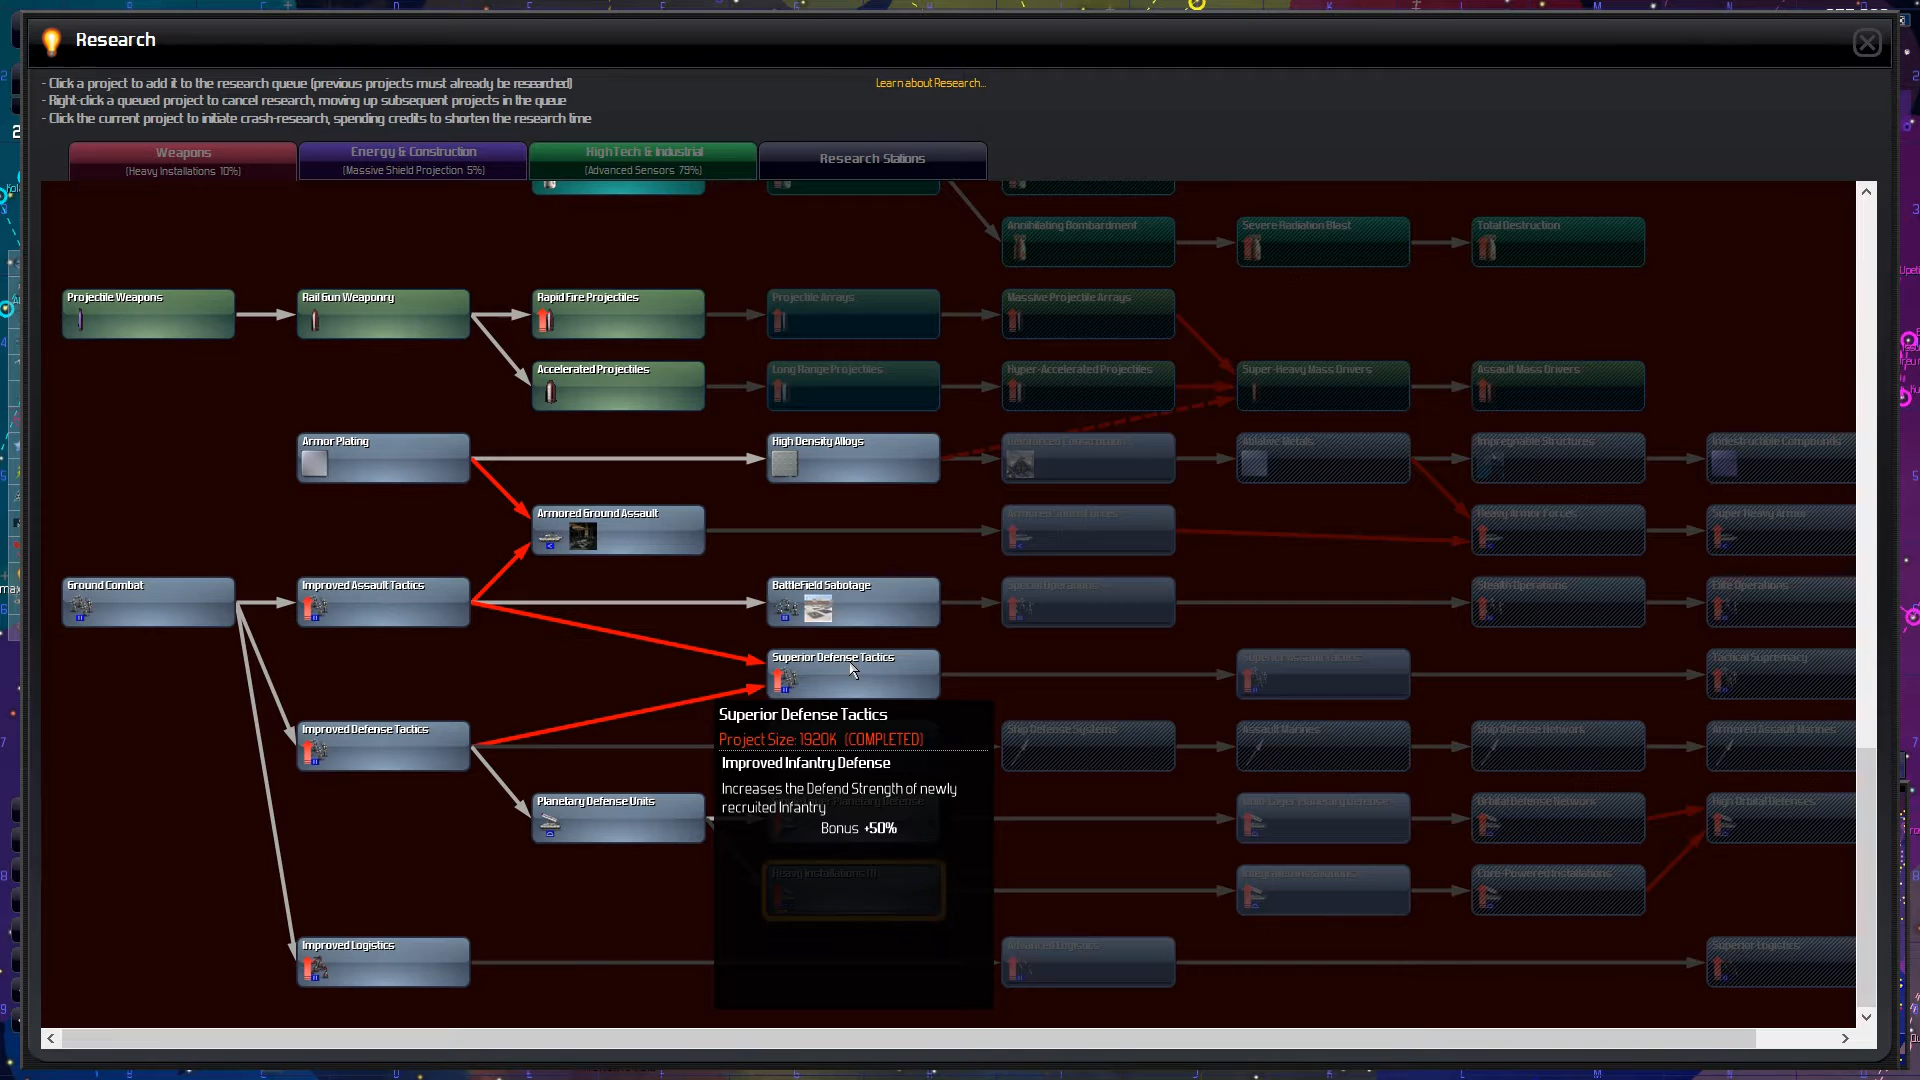 Research
- Click a project to add it to the research queue (previous projects must already be researched)
- Right-click a queued project to cancel research, moving up subsequent projects in the queue
- Click the current project to initiate crash-research, spending credits to shorten the research time
Learn about Research...
Weapons
(Heavy Installations 10%)
Energy & Construction
(Massive Shield Projection 5%)
HighTech & Industrial
(Advanced Sensors 79%)
Research Stations
Annihilating Bombardment
Severe Radiation Blast
Total Destruction
Projectile Weapons
Rail Gun Weaponry
Rapid Fire Projectiles
Projectile Arrays
Massive Projectile Arrays
Accelerated Projectiles
Long Range Projectiles
Hyper-Accelerated Projectiles
Super-Heavy Mass Drivers
Assault Mass Drivers
Armor Plating
High Density Alloys
Reinforced Construction
Ablative Metals
Impregnable Structures
Indestructible Compounds
Armored Ground Assault
Heavy Armor Forces
Super Heavy Armor
Ground Combat
Improved Assault Tactics
BattleField Sabotage
Special Operations
Stealth Operations
Elite Operations
Superior Defense Tactics
Superior Assault Tactics
Tactical Supremacy
Superior Defense Tactics
Project Size: 1920K (COMPLETED)
Improved Infantry Defense
Increases the Defend Strength of newly
recruited Infantry
Bonus +50%
Improved Defense Tactics
Ship Defense Systems
Assault Marines
Ship Defense Network
Armored Assault Marines
Planetary Defense Units
Orbital Defense Network
High Orbital Defenses
Heavy Installations (1)
Core-Powered Installations
Improved Logistics
Advanced Logistics
Superior Logistics